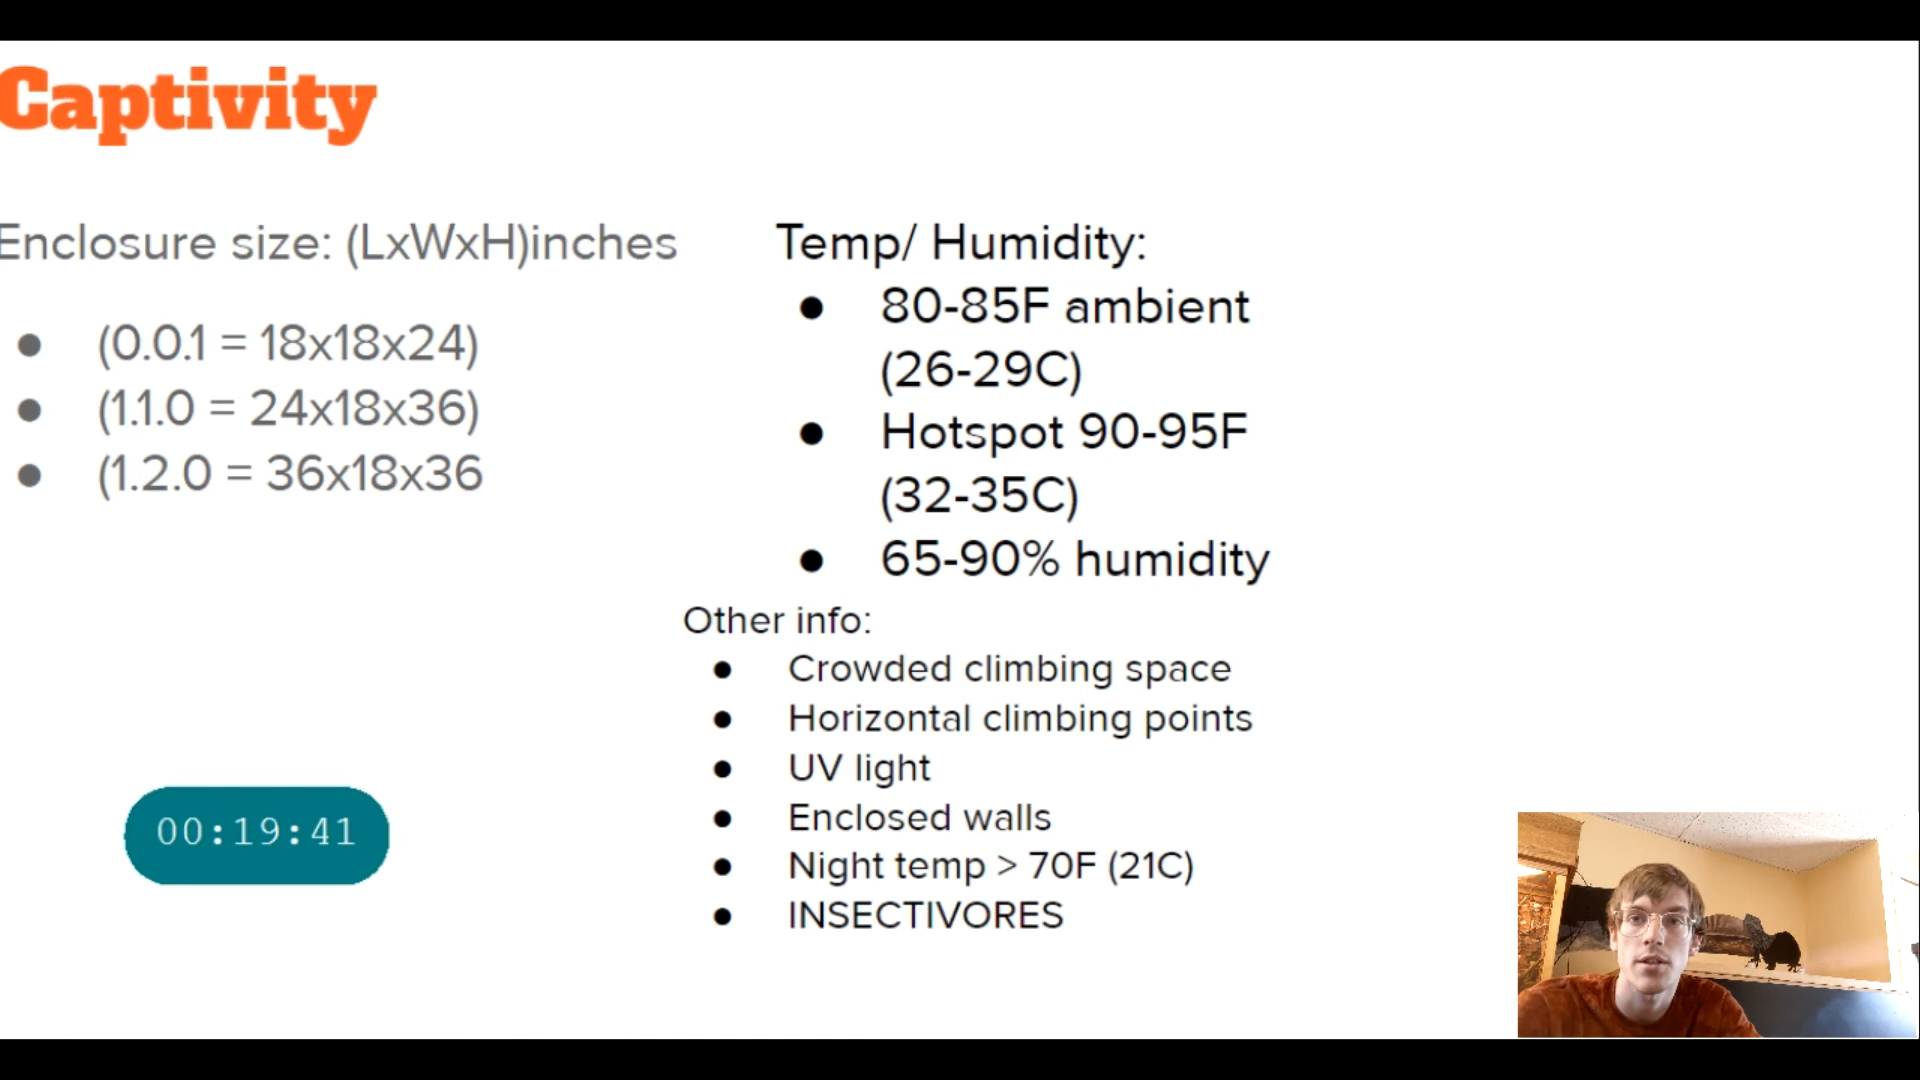 Captivity
Enclosure size: (LxWxH)inches
● (0.0.1 = 18x18x24)
● (1.1.0 = 24x18x36)
● (1.2.0 = 36x18x36
Temp/ Humidity:
● 80-85F ambient
(26-29C)
● Hotspot 90-95F
(32-35C)
● 65-90% humidity
Other info:
● Crowded climbing space
● Horizontal climbing points
● UV light
● Enclosed walls
● Night temp > 70F (21C)
● INSECTIVORES
00:19:41